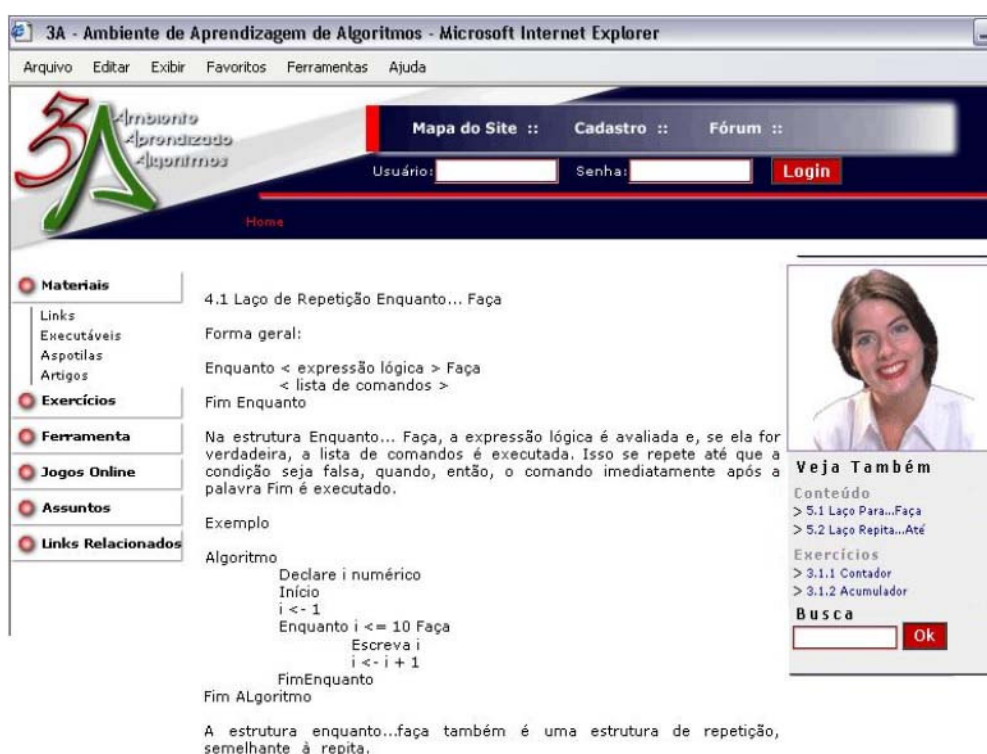 3A - Ambiente de Aprendizagem de Algoritmos - Microsoft Internet Explorer
Arquivo Editar Exibir Favoritos Ferramentas Ajuda
3A
Ambiente
Aprendizado
Algoritmos
Mapa do Site :: Cadastro :: Fórum ::
Usuário: Senha: Login
Home
Materiais
Links
Executáveis
Aspotilas
Artigos
Exercícios
Ferramenta
Jogos Online
Assuntos
Links Relacionados
4.1 Laço de Repetição Enquanto... Faça
Forma geral:
Enquanto < expressão lógica > Faça
< lista de comandos >
Fim Enquanto
Na estrutura Enquanto... Faça, a expressão lógica é avaliada e, se ela for
verdadeira, a lista de comandos é executada. Isso se repete até que a
condição seja falsa, quando, então, o comando imediatamente após a
palavra Fim é executado.
Exemplo
Algoritmo
Declare i numérico
Início
i <- 1
Enquanto i <= 10 Faça
Escreva i
i <- i + 1
FimEnquanto
Fim ALgoritmo
A estrutura enquanto...faça também é uma estrutura de repetição,
semelhante à repita.
Veja Também
Conteúdo
> 5.1 Laço Para...Faça
> 5.2 Laço Repita...Até
Exercícios
> 3.1.1 Contador
> 3.1.2 Acumulador
Busca
Ok